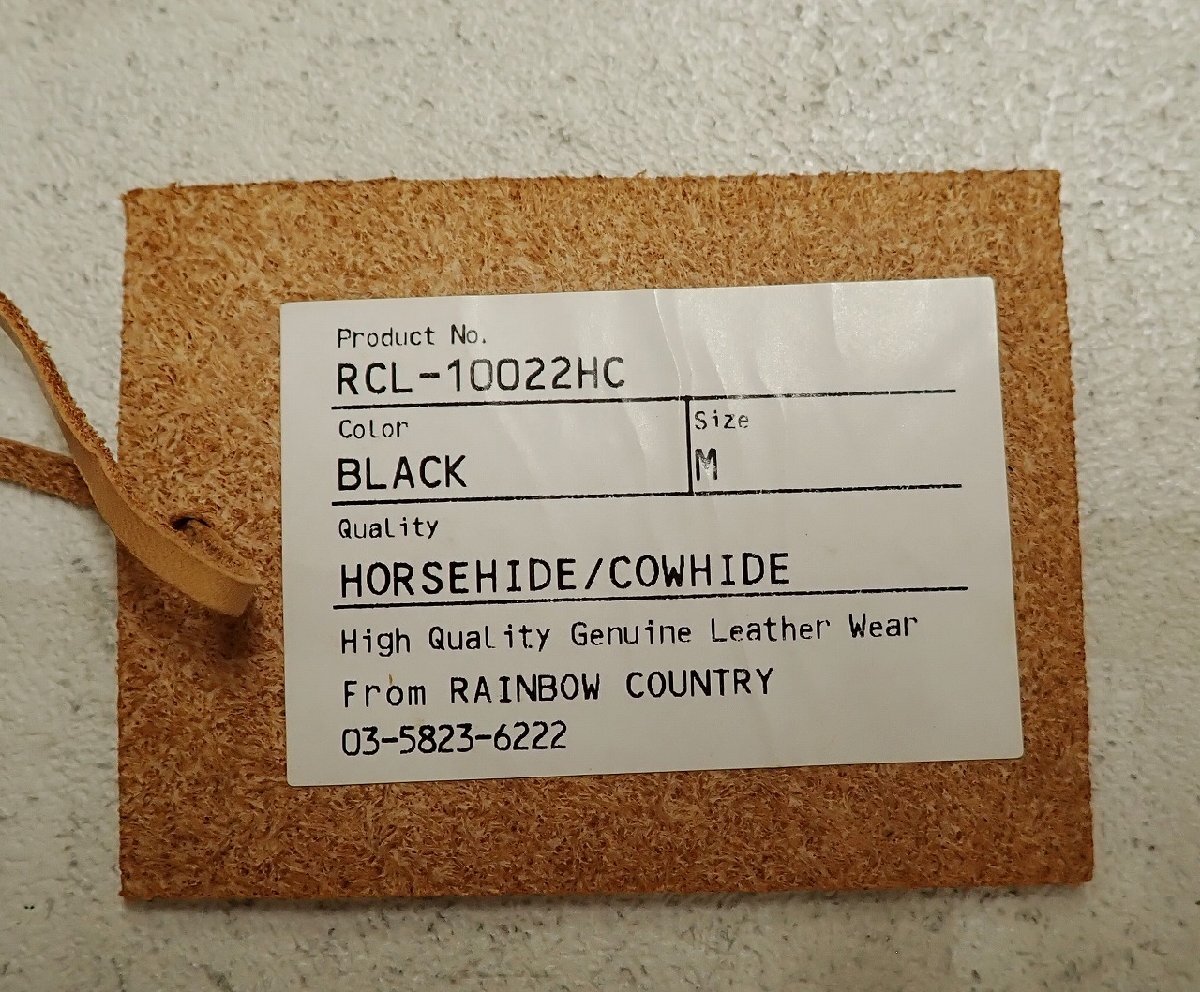 Product No.
RCL-10022HC
Color
Size
BLACK
M
Quality
HORSEHIDE/COWHIDE
High Quality Genuine Leather Wear
From RAINBOW COUNTRY
03-5823-6222